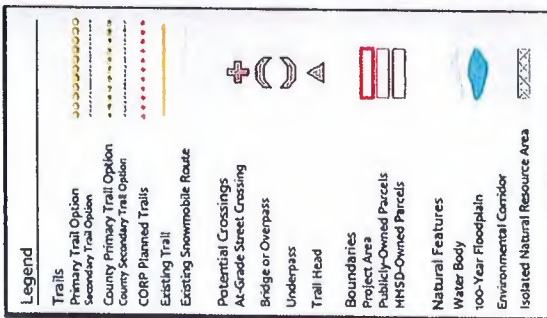 Legend
Trails
Primary Trail Option
Secondary Trail Option
County Primary Trail Option
County Secondary Trail Option
CORP Planned Trails
Existing Trail
Existing Snowmobile Route
Potential Crossings
At-Grade Street Crossing
Bridge or Overpass
Underpass
Trail Head
Boundaries
Project Area
Publicly-Owned Parcels
HHSD-Owned Parcels
Natural Features
Water Body
100-Year Floodplain
Environmental Corridor
Isolated Natural Resource Area